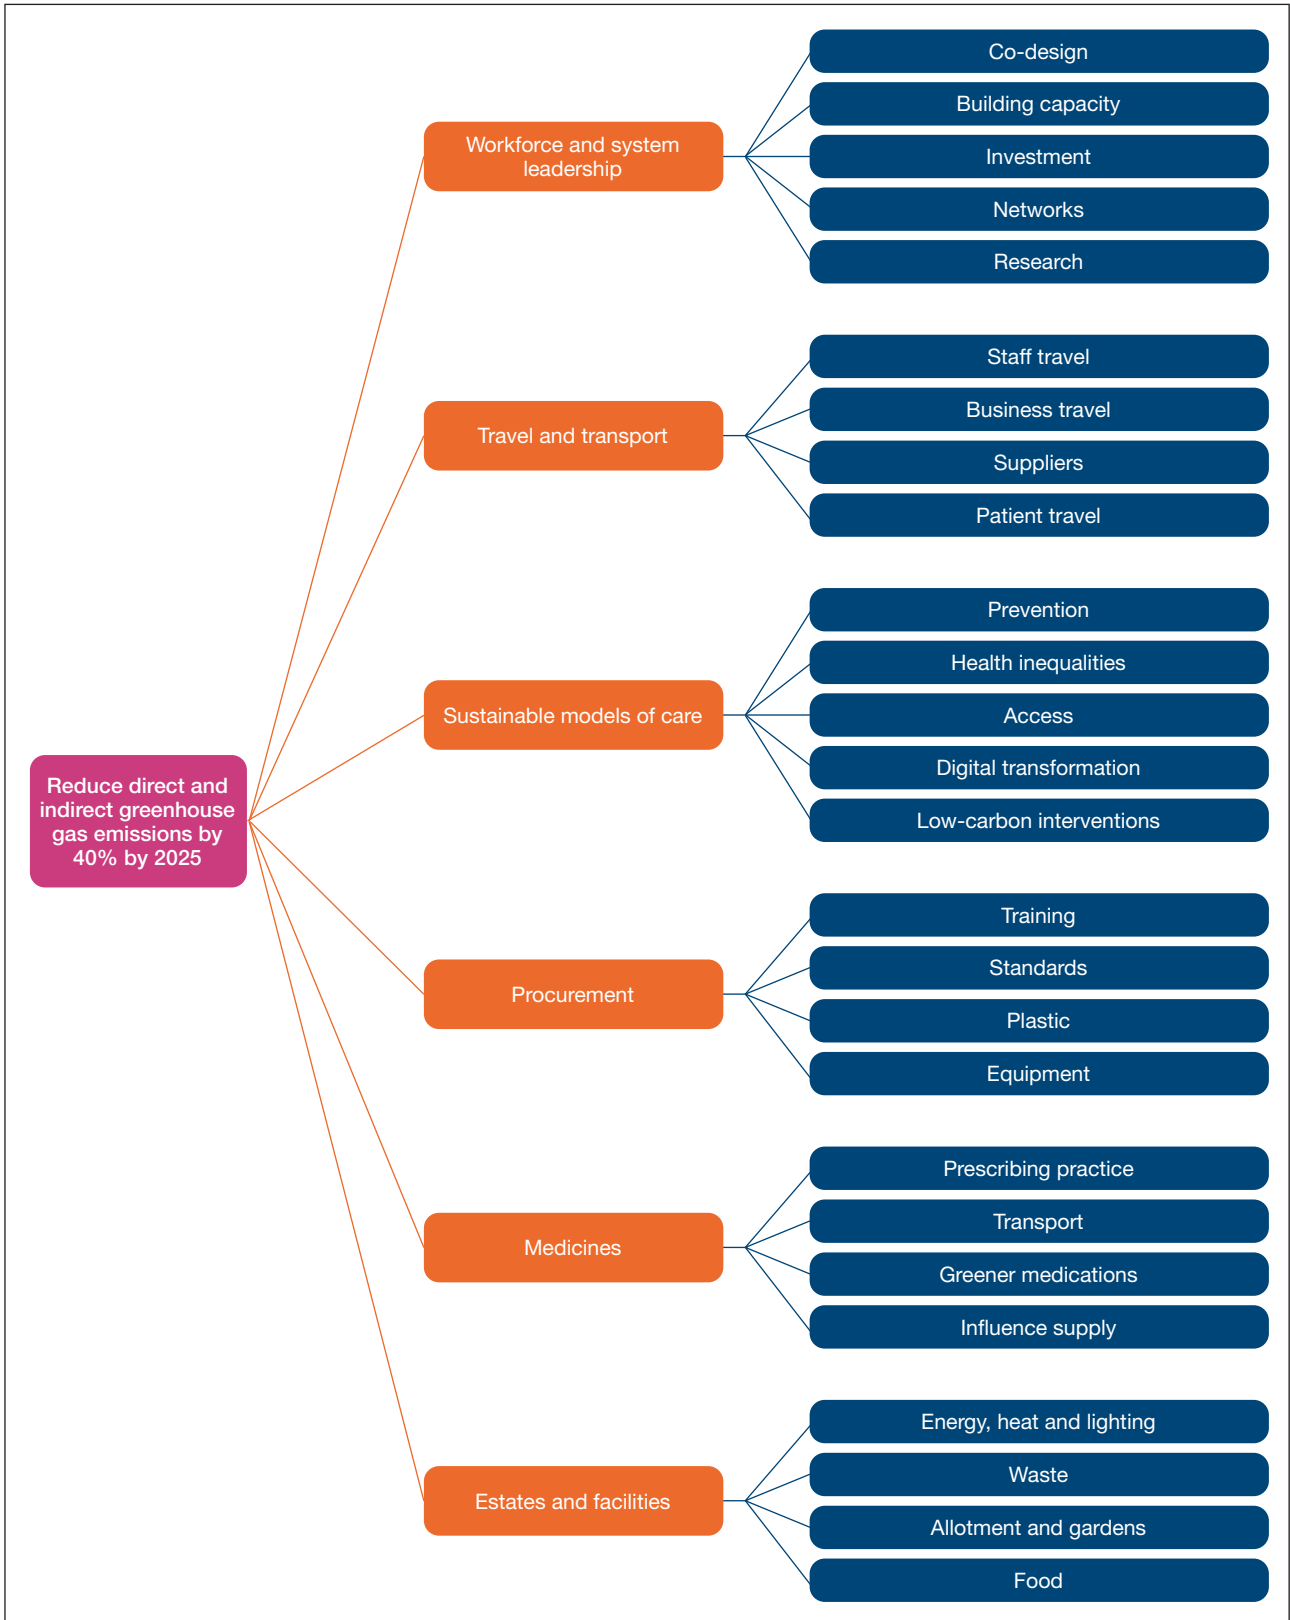 Reduce direct and
indirect greenhouse
gas emissions by
40% by 2025
Workforce and system
leadership
Co-design
Building capacity
Investment
Networks
Research
Travel and transport
Staff travel
Business travel
Suppliers
Patient travel
Sustainable models of care
Prevention
Health inequalities
Access
Digital transformation
Low-carbon interventions
Procurement
Training
Standards
Plastic
Equipment
Medicines
Prescribing practice
Transport
Greener medications
Influence supply
Estates and facilities
Energy, heat and lighting
Waste
Allotment and gardens
Food